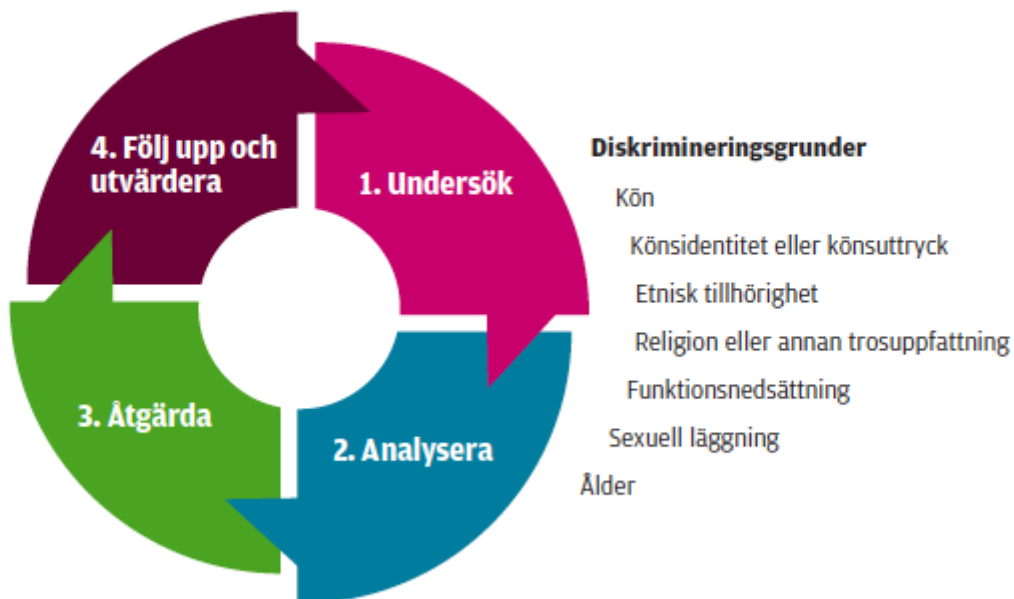 4. Följ upp och
utvärdera
1. Undersök
2. Analysera
3. Åtgärda
Diskrimineringsgrunder
Kön
Könsidentitet eller könsuttryck
Etnisk tillhörighet
Religion eller annan trosuppfattning
Funktionsnedsättning
Sexuell läggning
Ålder